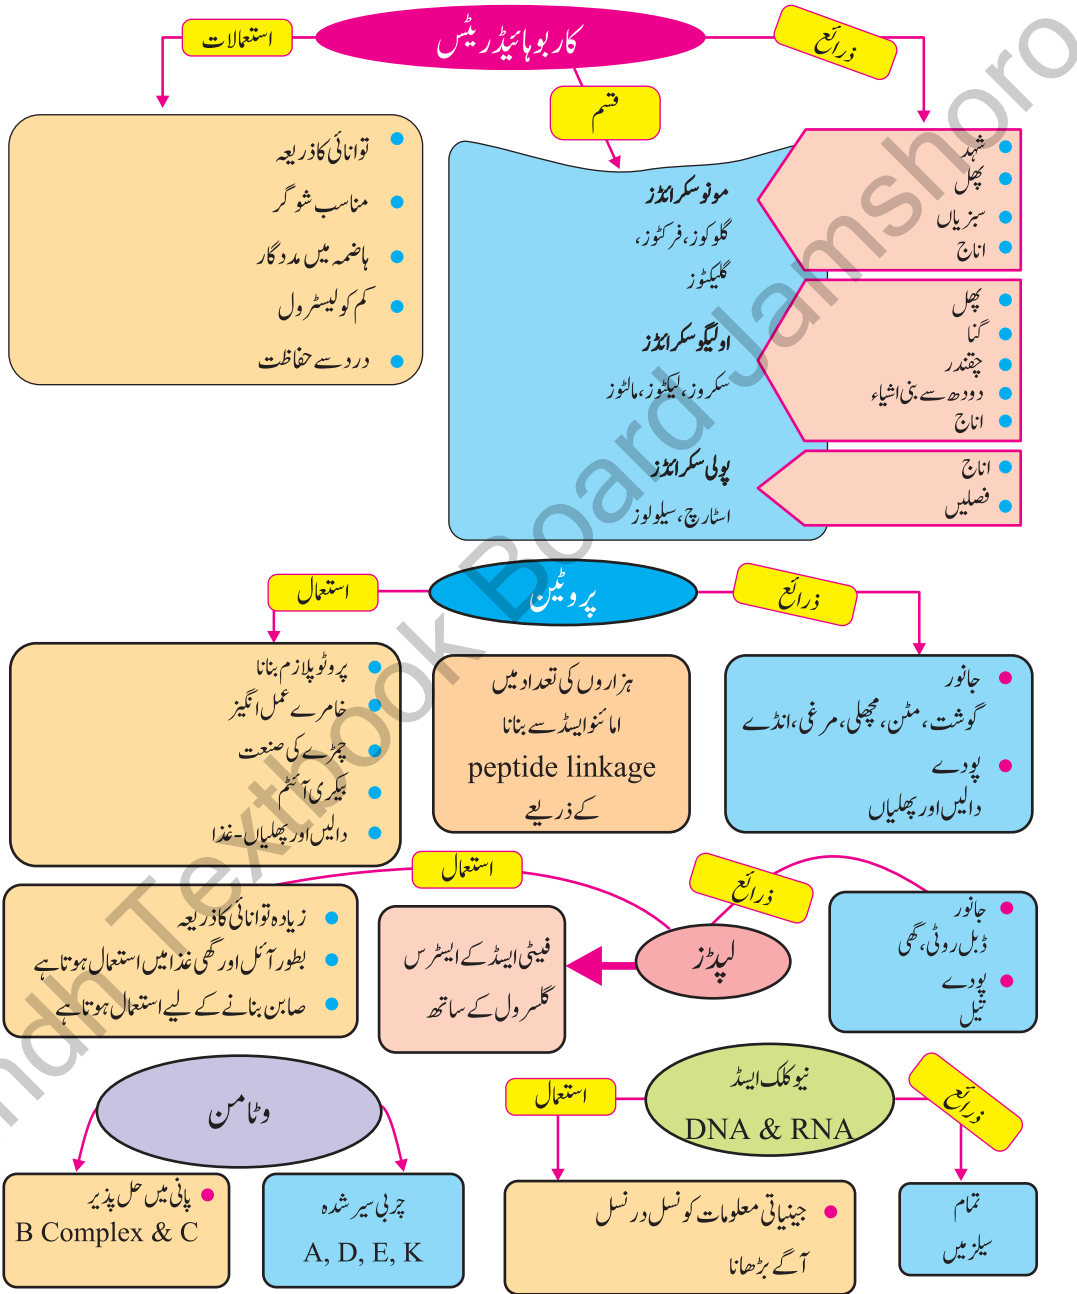 کاربوہائیڈریٹس
استعمالات
ذرائع
قسم
توانائی کا ذریعہ
مناسب شوگر
ہاضمہ میں مددگار
کم کولیسٹرول
درد سے حفاظت
مونوسکرائڈز
گلوکوز، فرکٹوز،
گلیکٹوز
اولیگوسکرائڈز
سکروز، لیکٹوز، مالٹوز
پولی سکرائڈز
اسٹارچ، سیلولوز
شہد
پھل
سبزیاں
اناج
پھل
گنا
چقندر
دودھ سے بنی اشیاء
اناج
اناج
فصلیں
پروٹین
استعمال
ذرائع
پروٹوپلازم بنانا
خامرے عمل انگیز
چمڑے کی صنعت
بیکری آئٹم
دالیں اور پھلیاں-غذا
ہزاروں کی تعداد میں
امائنو ایسڈ سے بنانا
peptide linkage
کے ذریعے
جانور
گوشت، مٹن، مچھلی، مرغی، انڈے
پودے
دالیں اور پھلیاں
لپڈز
استعمال
ذرائع
زیادہ توانائی کا ذریعہ
بطور آئل اور گھی غذا میں استعمال ہوتا ہے
صابن بنانے کے لیے استعمال ہوتا ہے
فیٹی ایسڈ کے ایسٹرس
گلسرول کے ساتھ
جانور
ڈبل روٹی، گھی
پودے
تیل
وٹامن
پانی میں حل پذیر
B Complex & C
چربی سیر شدہ
A, D, E, K
نیوکلک ایسڈ
DNA & RNA
استعمال
ذرائع
جینیاتی معلومات کو نسل در نسل
آگے بڑھانا
تمام
سیلز میں
Sindh Textbook Board Jamshoro